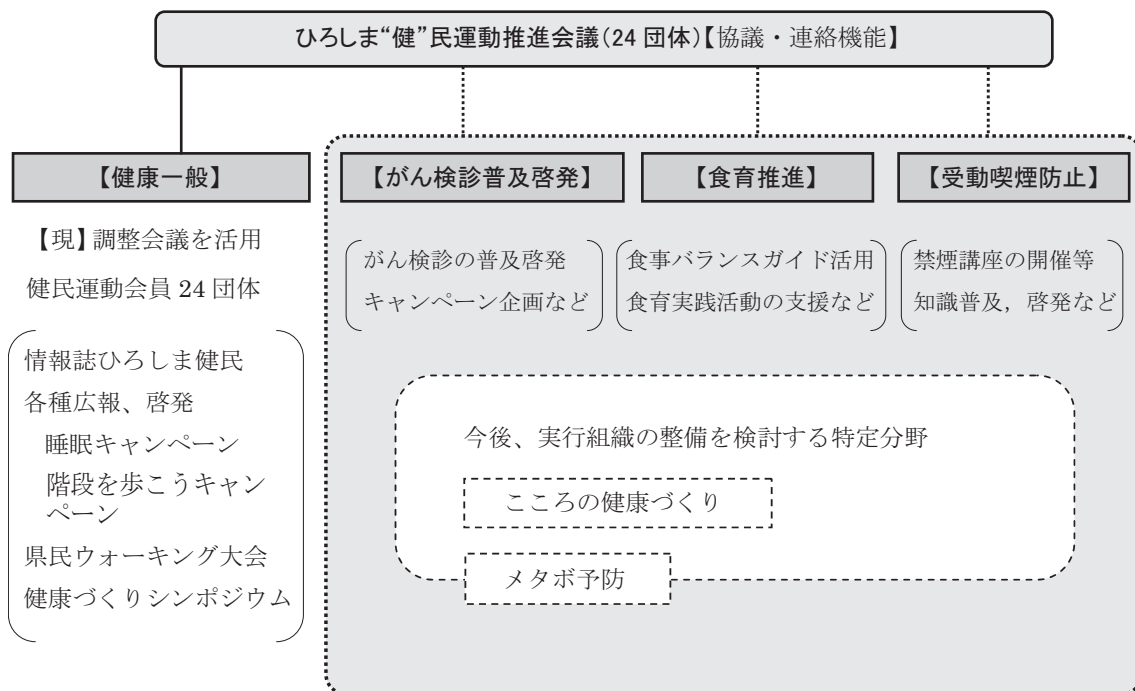 ひろしま“健”民運動推進会議(24団体)【協議・連絡機能】
【健康一般】
【現】調整会議を活用
健民運動会員 24 団体
情報誌ひろしま健民
各種広報、啓発
睡眠キャンペーン
階段を歩こうキャン
ペーン
県民ウォーキング大会
健康づくりシンポジウム
【がん検診普及啓発】
がん検診の普及啓発
キャンペーン企画など
【食育推進】
食事バランスガイド活用
食育実践活動の支援など
【受動喫煙防止】
禁煙講座の開催等
知識普及，啓発など
今後、実行組織の整備を検討する特定分野
こころの健康づくり
メタボ予防